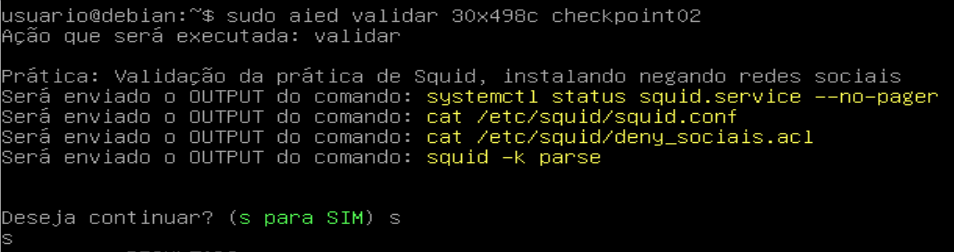 usuario@debian:~$ sudo aied validar 30x498c checkpoint02
Ação que será executada: validar
Prática: Validação da prática de Squid, instalando negando redes sociais
Será enviado o OUTPUT do comando: systemctl status squid.service --no-pager
Será enviado o OUTPUT do comando: cat /etc/squid/squid.conf
Será enviado o OUTPUT do comando: cat /etc/squid/deny_sociais.acl
Será enviado o OUTPUT do comando: squid -k parse
Deseja continuar? (s para SIM) s
s